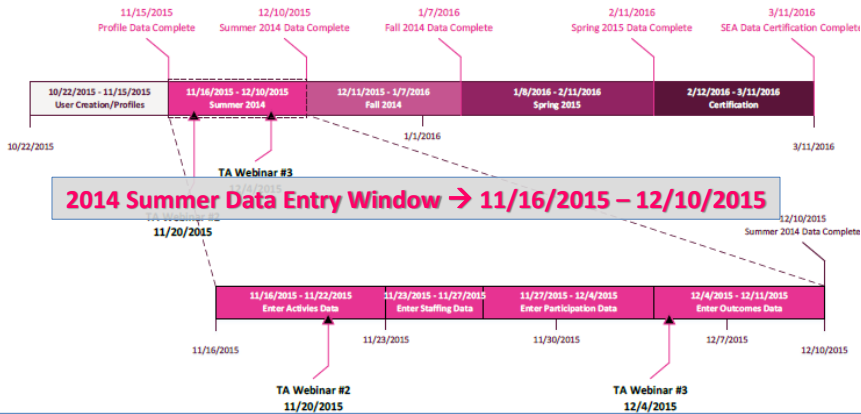 11/15/2015
Profile Data Complete
12/10/2015
Summer 2014 Data Complete
1/7/2016
Fall 2014 Data Complete
2/11/2016
Spring 2015 Data Complete
3/11/2016
SEA Data Certification Complete
10/22/2015 - 11/15/2015
User Creation/Profiles
11/16/2015 - 12/10/2015
Summer 2014
12/11/2015 - 1/7/2016
Fall 2014
1/8/2016 - 2/11/2016
Spring 2015
2/12/2016 - 3/11/2016
Certification
10/22/2015
1/1/2016
3/11/2016
TA Webinar #3
12/4/2015
2014 Summer Data Entry Window → 11/16/2015 – 12/10/2015
TA Webinar #2
11/20/2015
12/10/2015
Summer 2014 Data Complete
11/16/2015 - 11/22/2015
Enter Activies Data
11/23/2015 - 11/27/2015
Enter Staffing Data
11/27/2015 - 12/4/2015
Enter Participation Data
12/4/2015 - 12/11/2015
Enter Outcomes Data
11/16/2015
11/23/2015
11/30/2015
12/7/2015
12/10/2015
TA Webinar #2
11/20/2015
TA Webinar #3
12/4/2015